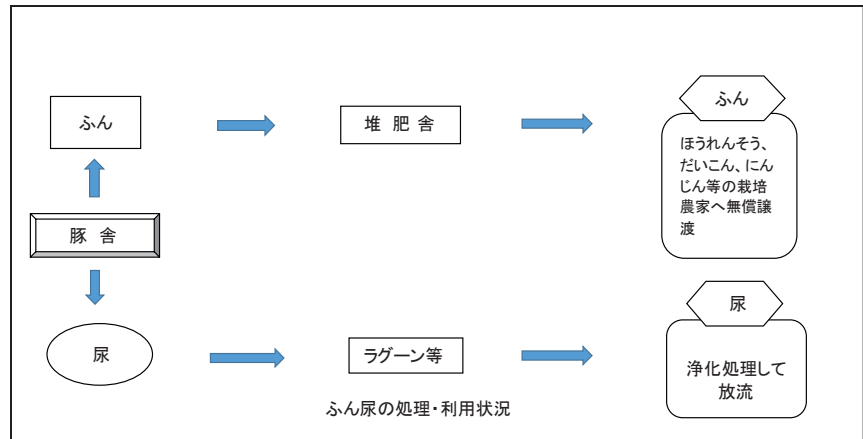 ふん
堆 肥 舎
ふん
ほうれんそう、
だいこん、にん
じん等の栽培
農家へ無償譲
渡
豚 舎
尿
ラグーン等
尿
浄化処理して
放流
ふん尿の処理・利用状況